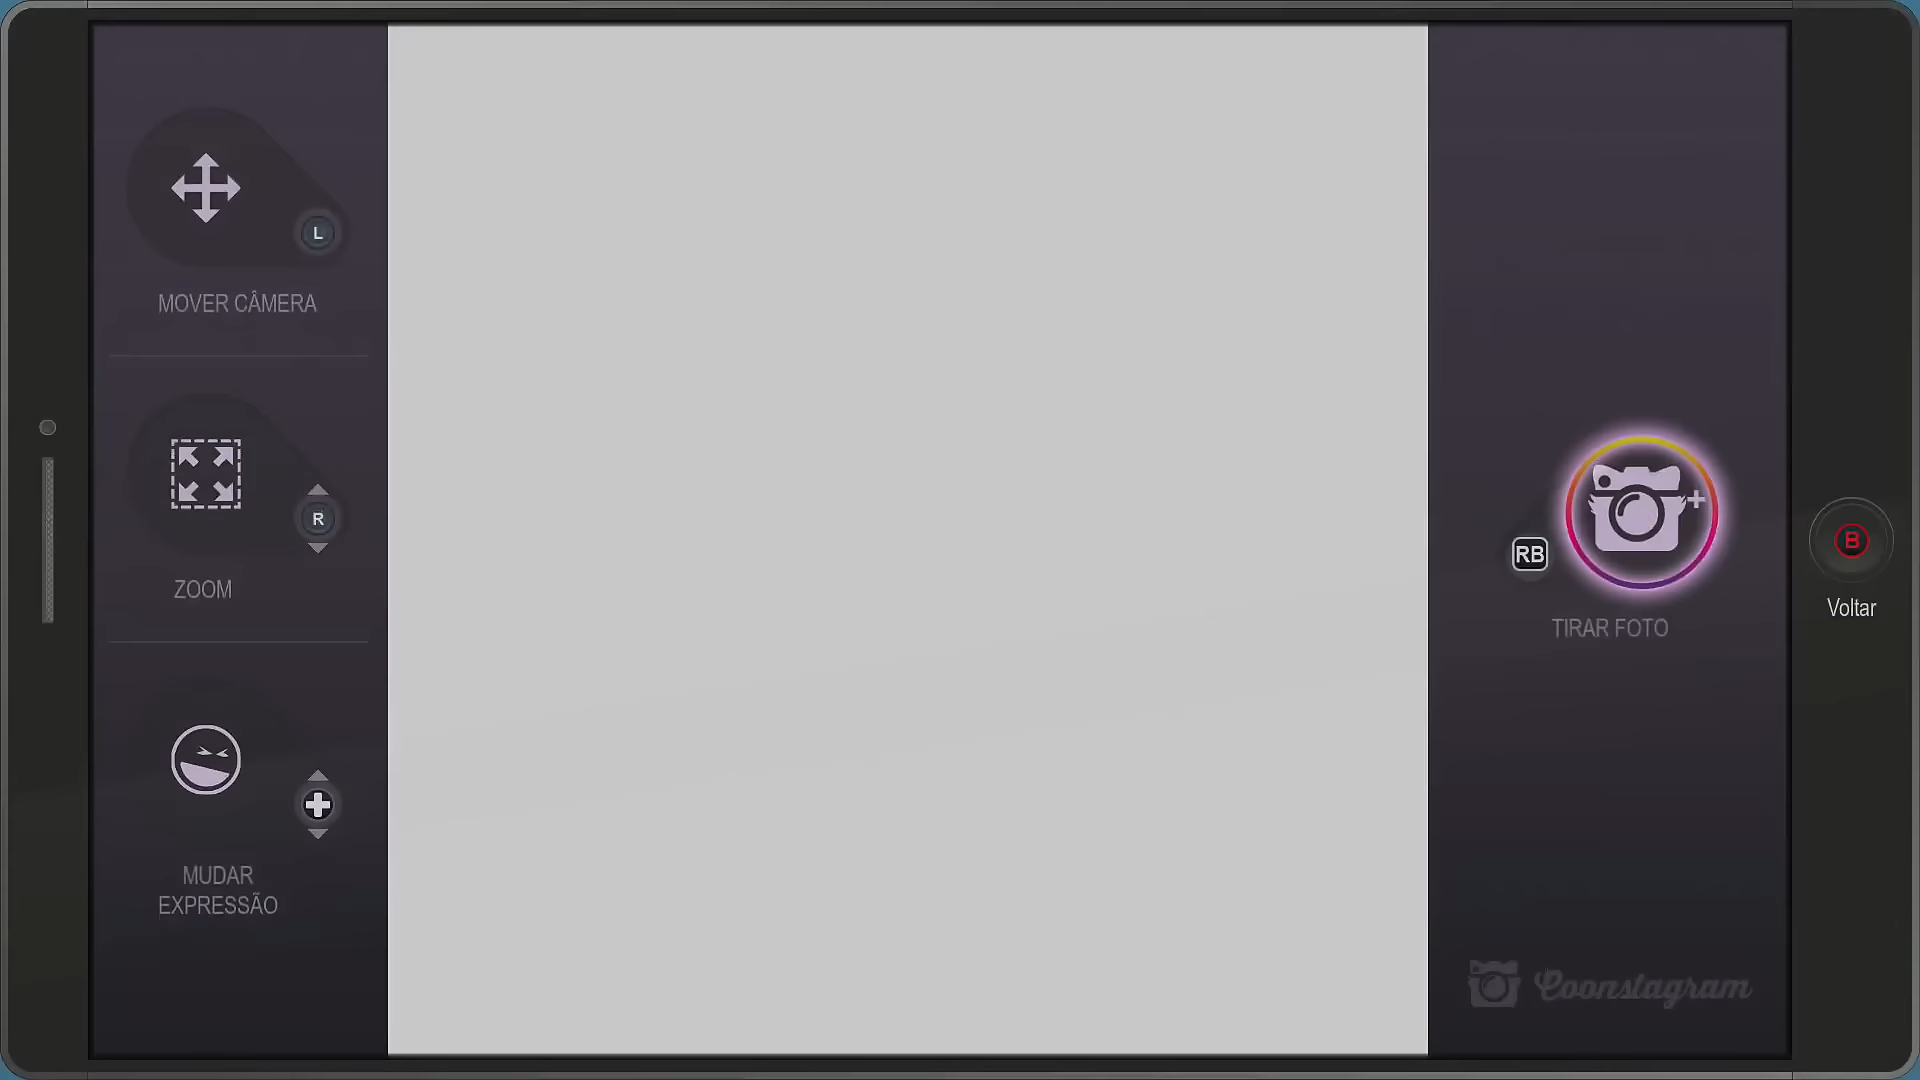 L
MOVER CÂMERA
R
ZOOM
MUDAR
EXPRESSÃO
RB
TIRAR FOTO
B
Voltar
Coonstagram